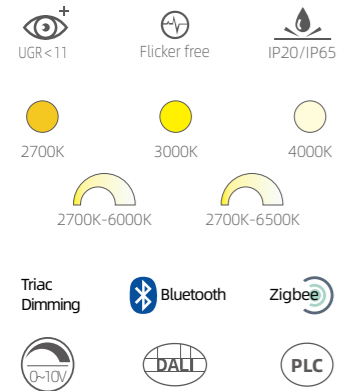 UGR<11
Flicker free
IP20/IP65
2700K
3000K
4000K
2700K-6000K
2700K-6500K
Triac
Dimming
Bluetooth
Zigbee
0~10V
DALI
PLC